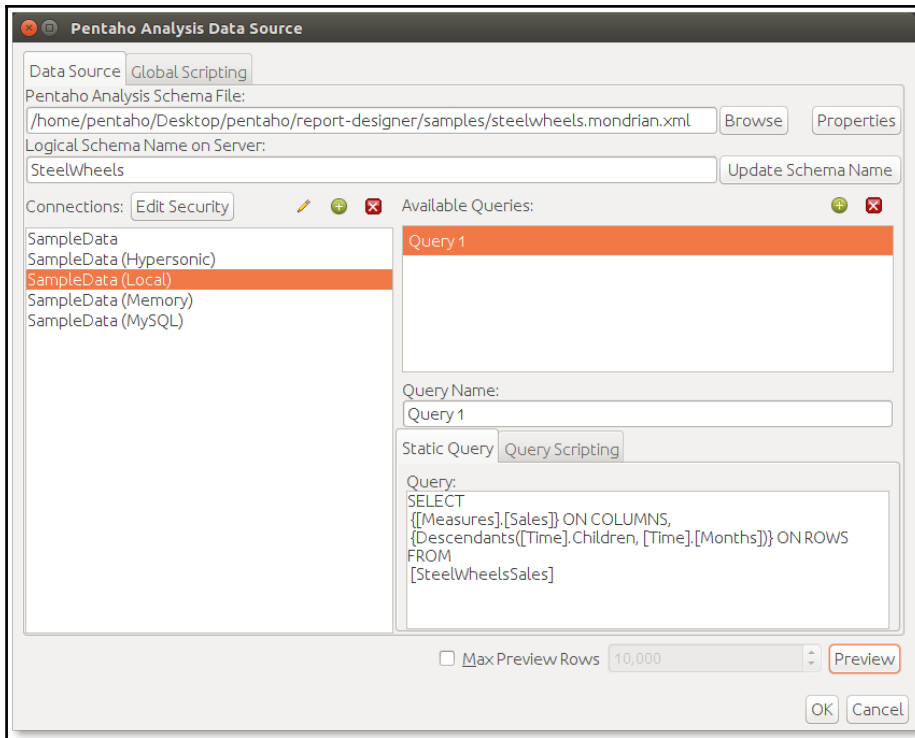 Pentaho Analysis Data Source
Data Source Global Scripting
Pentaho Analysis Schema File:
/home/pentaho/Desktop/pentaho/report-designer/samples/steelwheels.mondrian.xml Browse Properties
Logical Schema Name on Server:
SteelWheels Update Schema Name
Connections: Edit Security
SampleData
SampleData (Hypersonic)
SampleData (Local)
SampleData (Memory)
SampleData (MySQL)
Available Queries:
Query 1
Query Name:
Query 1
Static Query Query Scripting
Query:
SELECT
{[Measures].[Sales]} ON COLUMNS,
{Descendants([Time].Children, [Time].[Months])} ON ROWS
FROM
[SteelWheelsSales]
Max Preview Rows 10,000 Preview
OK Cancel